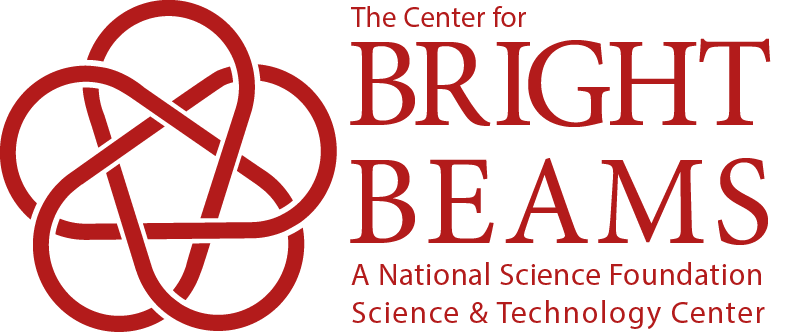 The Center for
BRIGHT
BEAMS
A National Science Foundation
Science & Technology Center